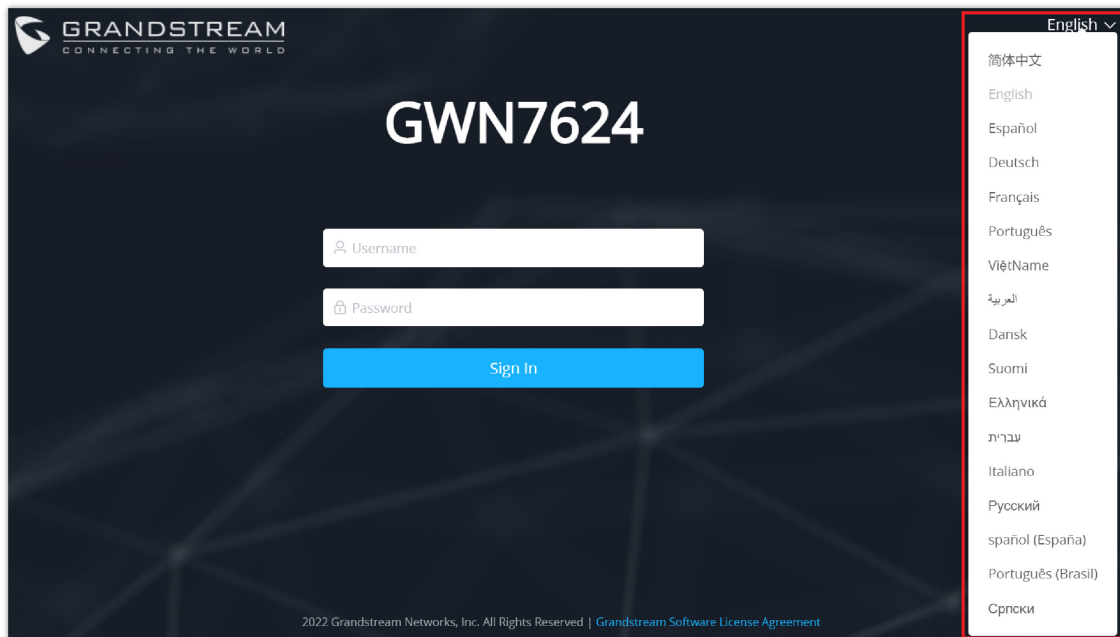 GRANDSTREAM
CONNECTING THE WORLD
English
GWN7624
Username
Password
Sign In
简体中文
English
Español
Deutsch
Français
Português
ViệtName
العربية
Dansk
Suomi
Ελληνικά
עברית
Italiano
Русский
spañol (España)
Português (Brasil)
Српски
2022 Grandstream Networks, Inc. All Rights Reserved | Grandstream Software License Agreement